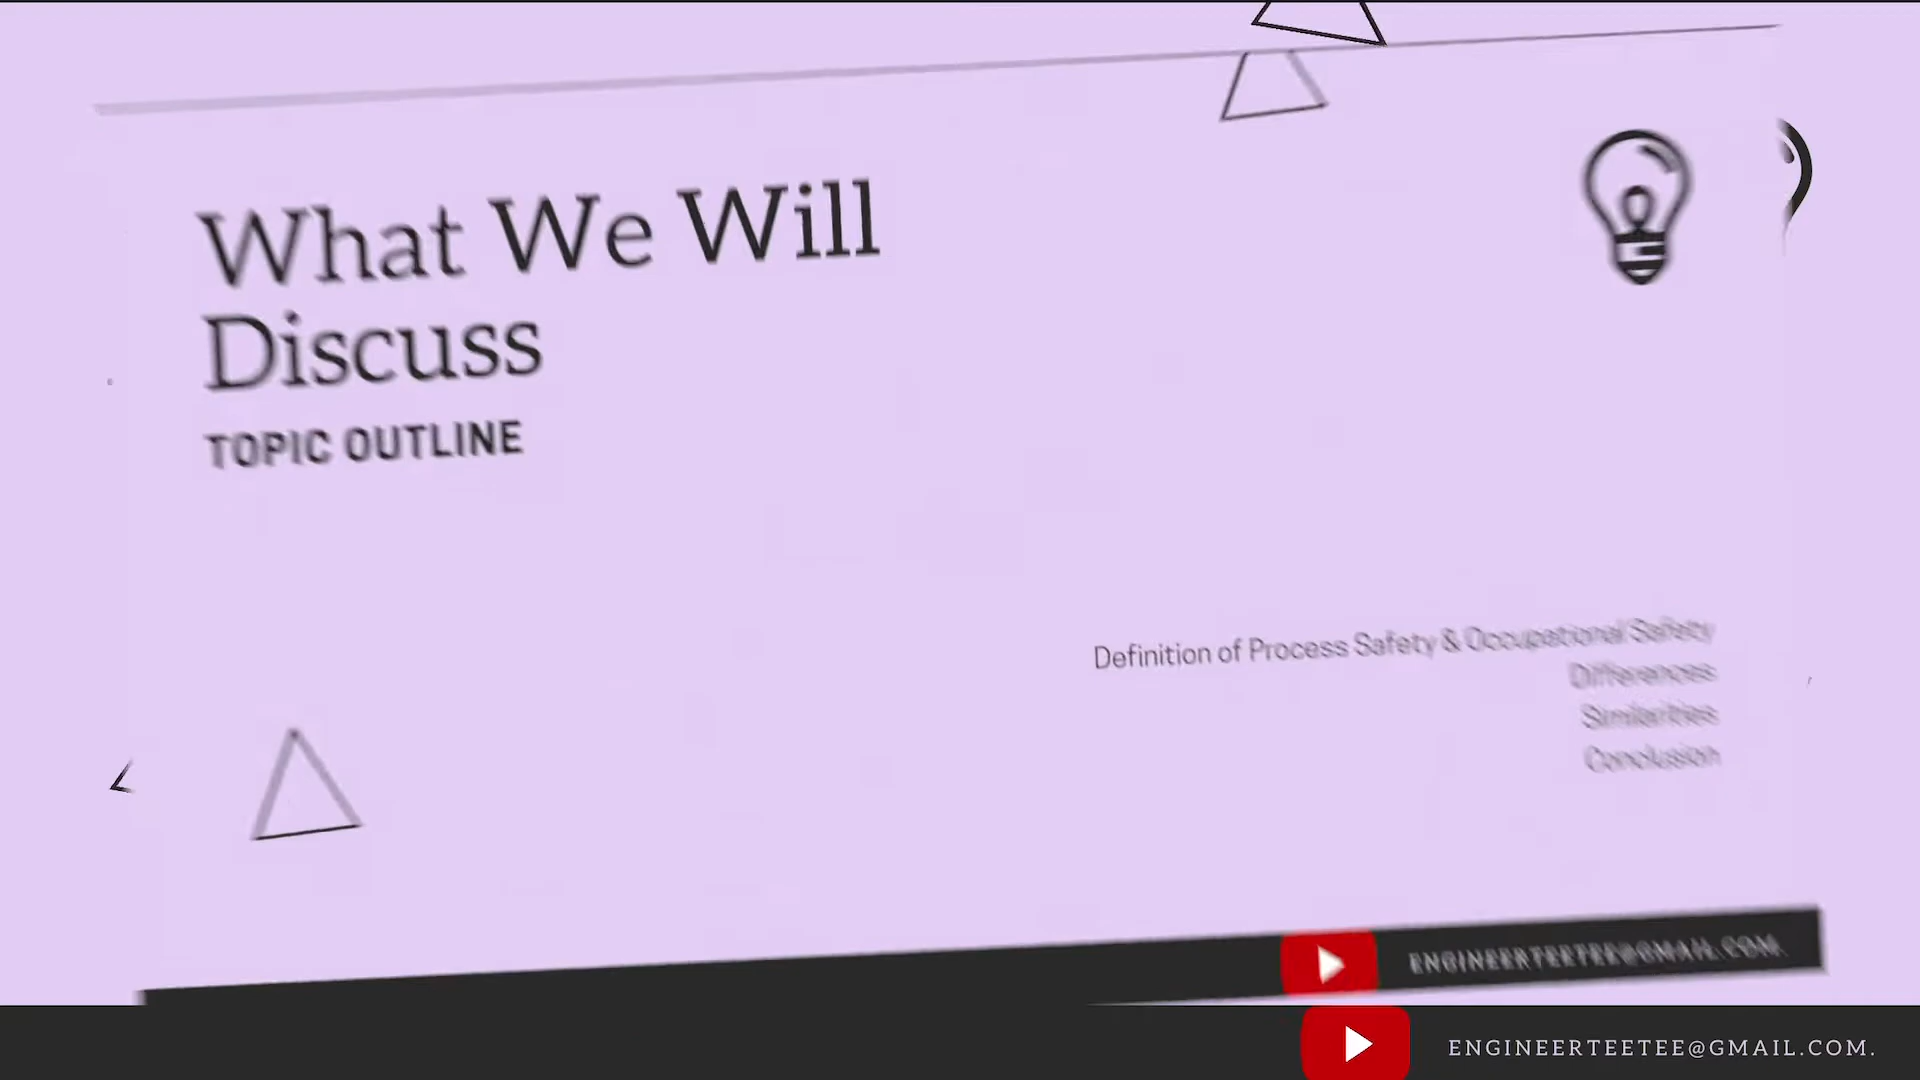 What We Will
Discuss
TOPIC OUTLINE
Definition of Process Safety & Occupational Safety
Differences
Similarities
Conclusion
ENGINEERTEETEE@GMAIL.COM.
ENGINEERTEETEE@GMAIL.COM.